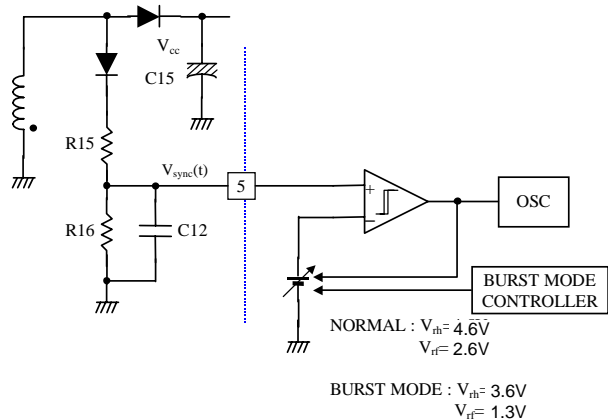 Vcc
C15
R15
Vsync(t)
5
+
−
OSC
R16
C12
BURST MODE
CONTROLLER
NORMAL : Vrh= 4.6V
Vrf= 2.6V
BURST MODE : Vrh= 3.6V
Vrf= 1.3V